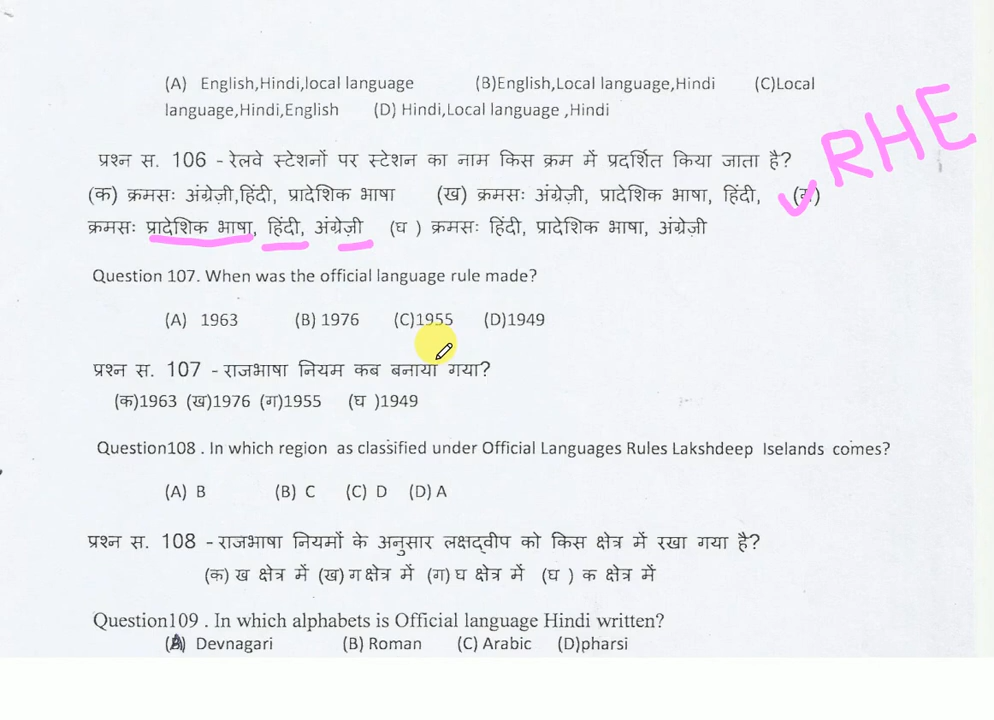 (A) English,Hindi,local language (B)English,Local language,Hindi (C)Local
language,Hindi,English (D) Hindi,Local language ,Hindi
RHE
प्रश्न स. 106 - रेलवे स्टेशनों पर स्टेशन का नाम किस क्रम में प्रदर्शित किया जाता है?
(क) क्रमसः अंग्रेज़ी,हिंदी, प्रादेशिक भाषा (ख) क्रमसः अंग्रेज़ी, प्रादेशिक भाषा, हिंदी, (ग)
क्रमसः प्रादेशिक भाषा, हिंदी, अंग्रेज़ी (घ ) क्रमसः हिंदी, प्रादेशिक भाषा, अंग्रेज़ी
Question 107. When was the official language rule made?
(A) 1963 (B) 1976 (C)1955 (D)1949
प्रश्न स. 107 - राजभाषा नियम कब बनाया गया?
(क)1963 (ख)1976 (ग)1955 (घ )1949
Question108 . In which region as classified under Official Languages Rules Lakshdeep Iselands comes?
(A) B (B) C (C) D (D) A
प्रश्न स. 108 - राजभाषा नियमों के अनुसार लक्षद्वीप को किस क्षेत्र में रखा गया है?
(क) ख क्षेत्र में (ख) ग क्षेत्र में (ग) घ क्षेत्र में (घ ) क क्षेत्र में
Question109 . In which alphabets is Official language Hindi written?
(A) Devnagari (B) Roman (C) Arabic (D)pharsi